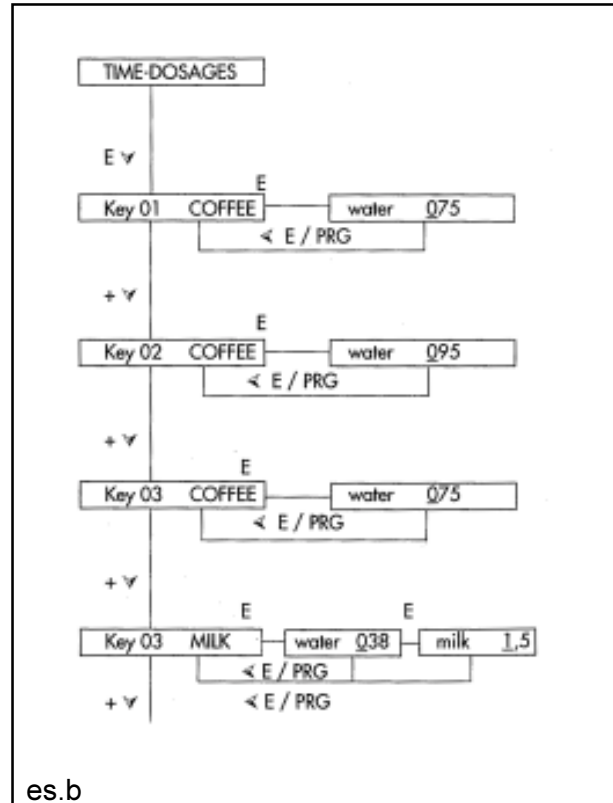 TIME-DOSAGES
E ∀
E
Key 01 COFFEE water 075
∢ E / PRG
+ ∀
E
Key 02 COFFEE water 095
∢ E / PRG
+ ∀
E
Key 03 COFFEE water 075
∢ E / PRG
+ ∀
E E
Key 03 MILK water 038 milk 1,5
∢ E / PRG
+ ∀ ∢ E / PRG
es.b